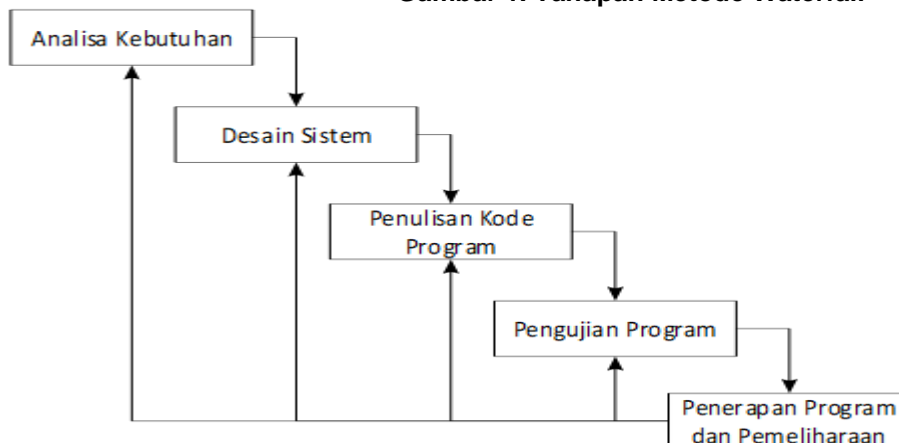 Analisa Kebutuhan
Desain Sistem
Penulisan Kode
Program
Pengujian Program
Penerapan Program
dan Pemeliharaan